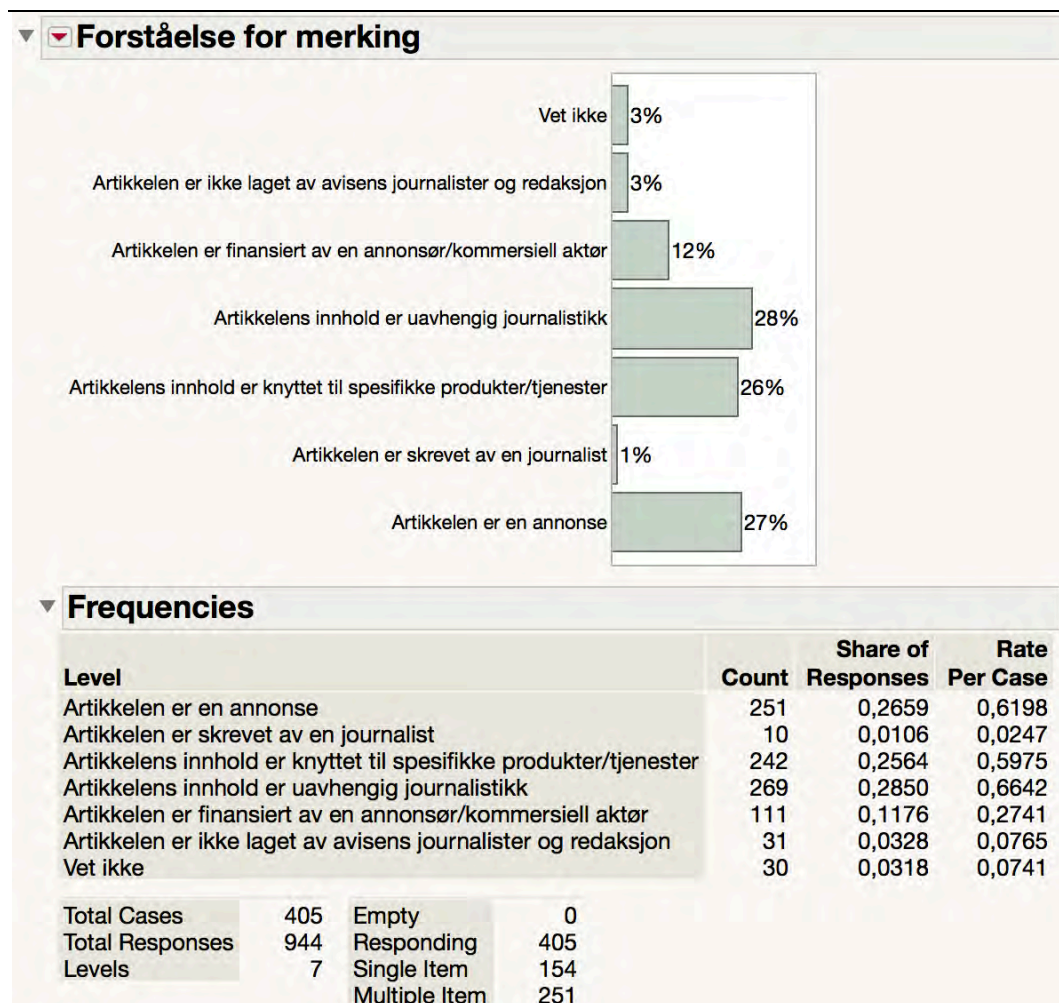 Forståelse for merking
Vet ikke 3%
Artikkelen er ikke laget av avisens journalister og redaksjon 3%
Artikkelen er finansiert av en annonsør/kommersiell aktør 12%
Artikkelens innhold er uavhengig journalistikk 28%
Artikkelens innhold er knyttet til spesifikke produkter/tjenester 26%
Artikkelen er skrevet av en journalist 1%
Artikkelen er en annonse 27%
Frequencies
Share of Rate
Level Count Responses Per Case
Artikkelen er en annonse 251 0,2659 0,6198
Artikkelen er skrevet av en journalist 10 0,0106 0,0247
Artikkelens innhold er knyttet til spesifikke produkter/tjenester 242 0,2564 0,5975
Artikkelens innhold er uavhengig journalistikk 269 0,2850 0,6642
Artikkelen er finansiert av en annonsør/kommersiell aktør 111 0,1176 0,2741
Artikkelen er ikke laget av avisens journalister og redaksjon 31 0,0328 0,0765
Vet ikke 30 0,0318 0,0741
Total Cases 405 Empty 0
Total Responses 944 Responding 405
Levels 7 Single Item 154
Multiple Item 251